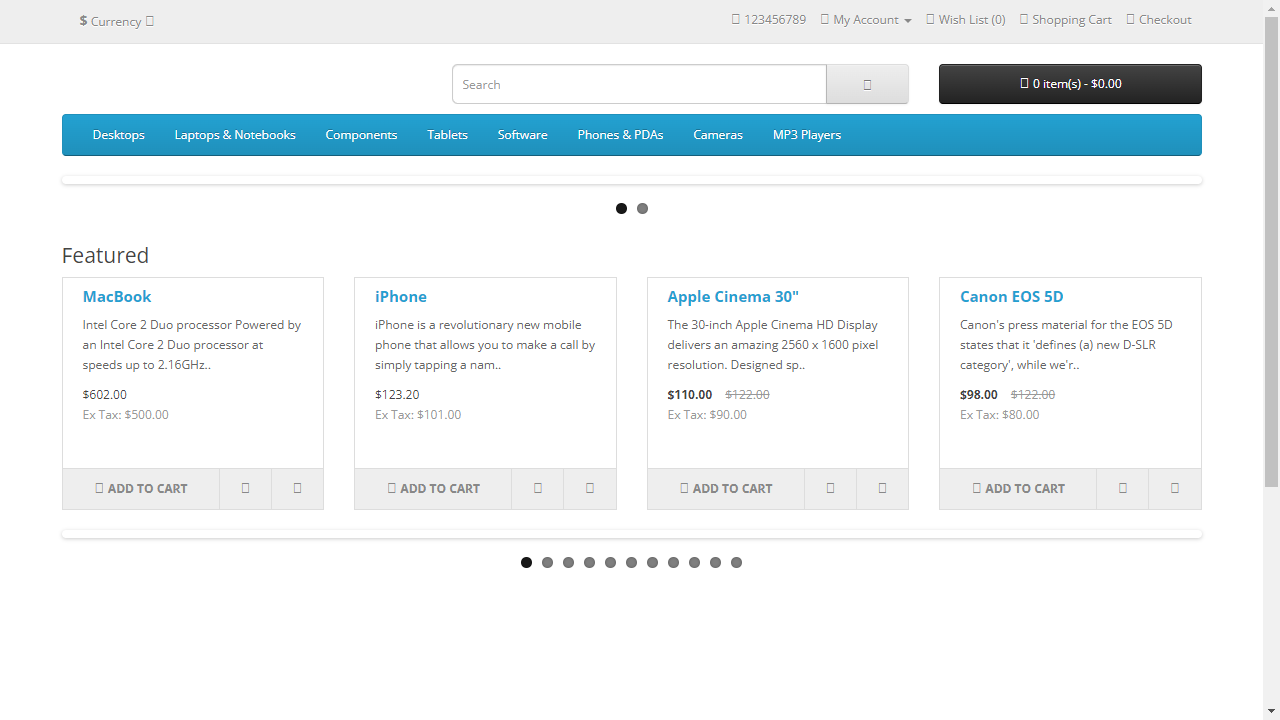 $ Currency
123456789 My Account Wish List (0) Shopping Cart Checkout
Search
0 item(s) - $0.00
Desktops Laptops & Notebooks Components Tablets Software Phones & PDAs Cameras MP3 Players
Featured
MacBook
Intel Core 2 Duo processor Powered by
an Intel Core 2 Duo processor at
speeds up to 2.16GHz..
$602.00
Ex Tax: $500.00
ADD TO CART
iPhone
iPhone is a revolutionary new mobile
phone that allows you to make a call by
simply tapping a nam..
$123.20
Ex Tax: $101.00
ADD TO CART
Apple Cinema 30"
The 30-inch Apple Cinema HD Display
delivers an amazing 2560 x 1600 pixel
resolution. Designed sp..
$110.00 $122.00
Ex Tax: $90.00
ADD TO CART
Canon EOS 5D
Canon's press material for the EOS 5D
states that it 'defines (a) new D-SLR
category', while we'r..
$98.00 $122.00
Ex Tax: $80.00
ADD TO CART